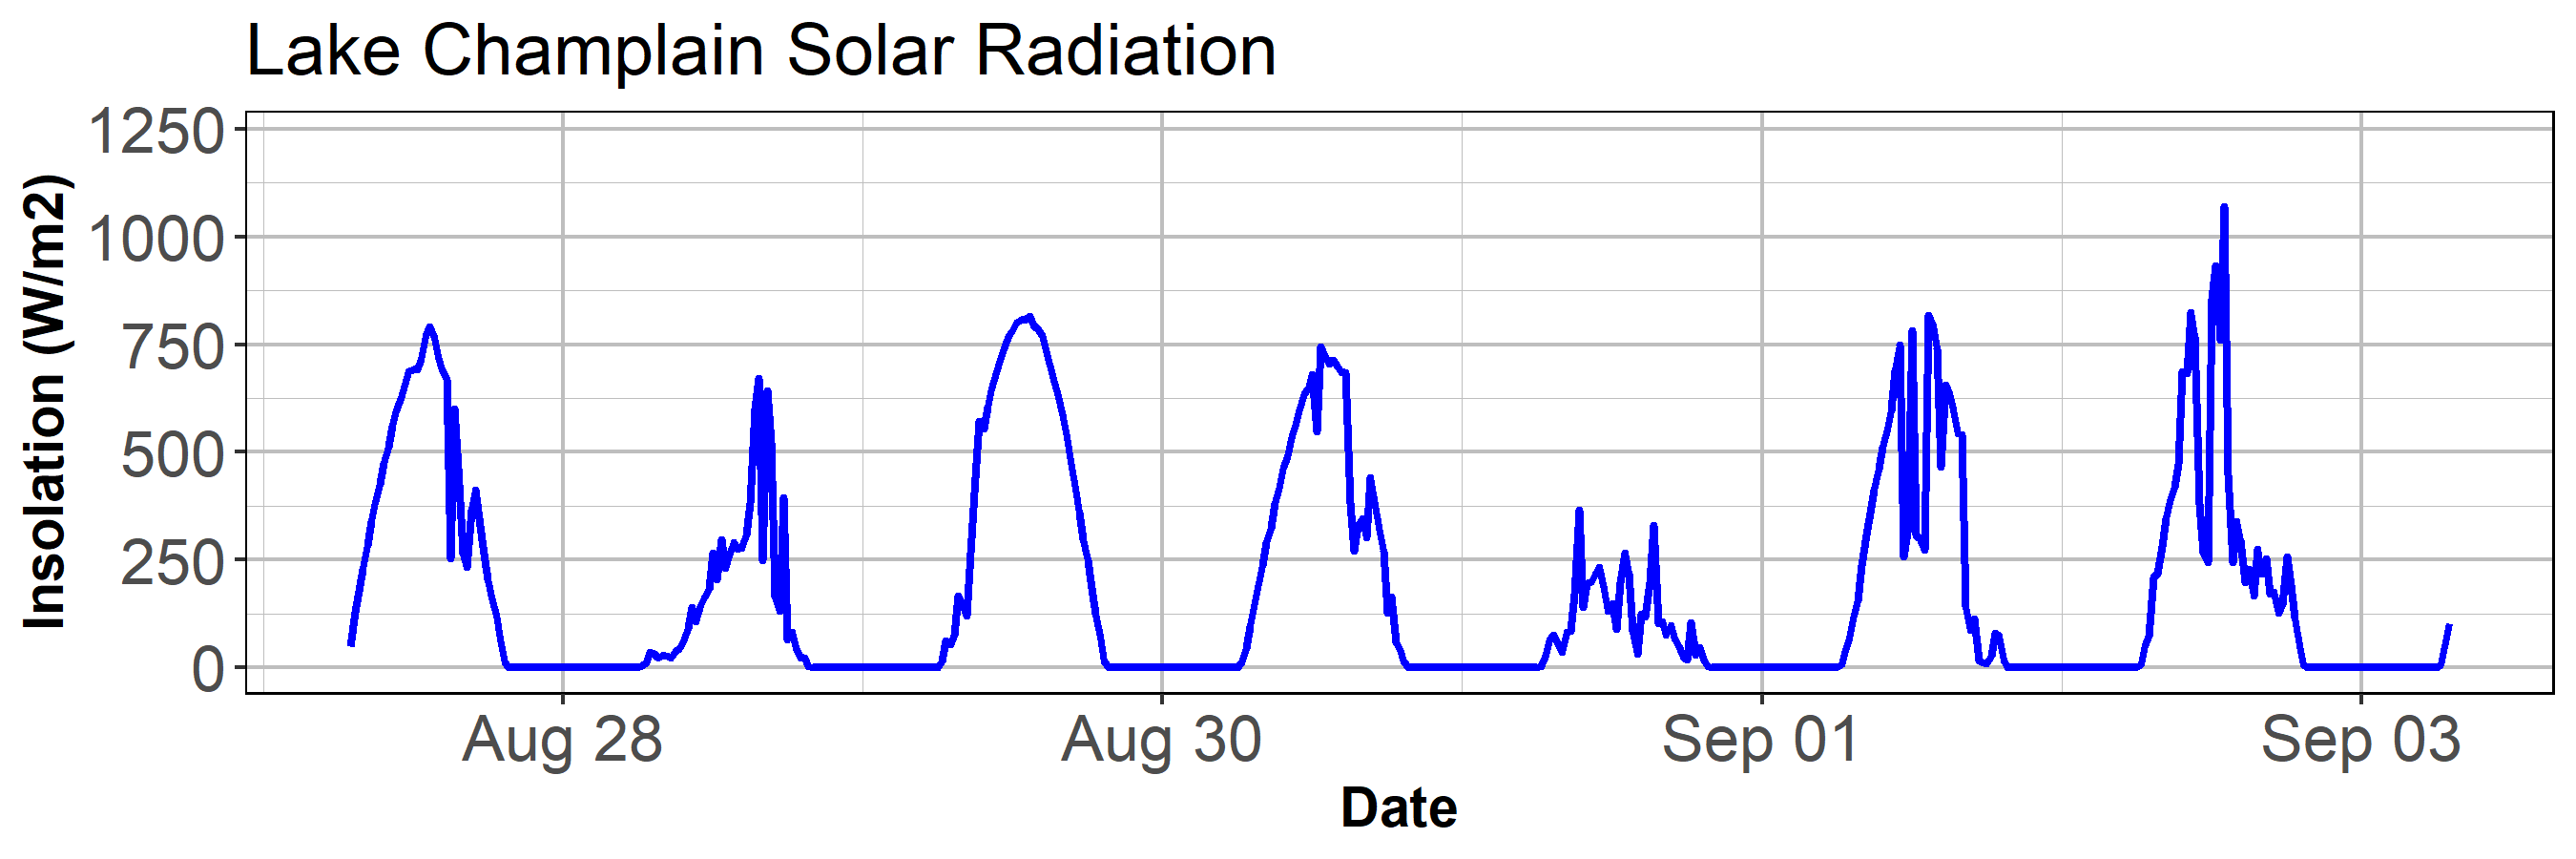 Lake Champlain Solar Radiation
Insolation (W/m2)
1250
1000
750
500
250
0
Aug 28 Aug 30 Sep 01 Sep 03
Date